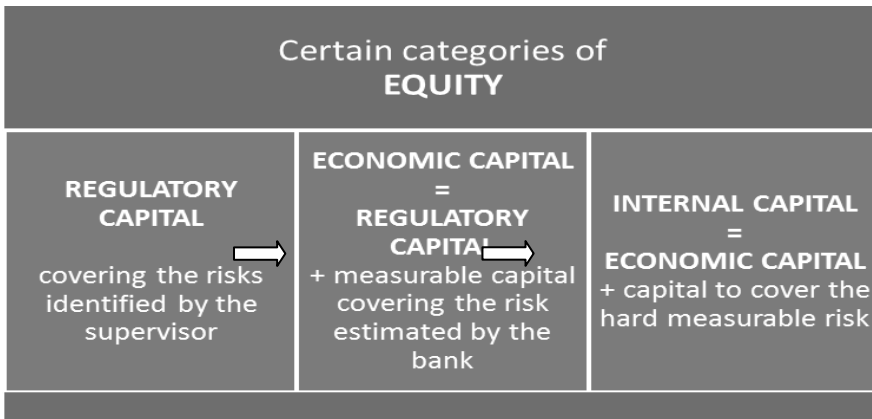 Certain categories of
EQUITY
REGULATORY
CAPITAL
covering the risks
identified by the
supervisor
ECONOMIC CAPITAL
=
REGULATORY
CAPITAL
+ measurable capital
covering the risk
estimated by the
bank
INTERNAL CAPITAL
=
ECONOMIC CAPITAL
+ capital to cover the
hard measurable risk